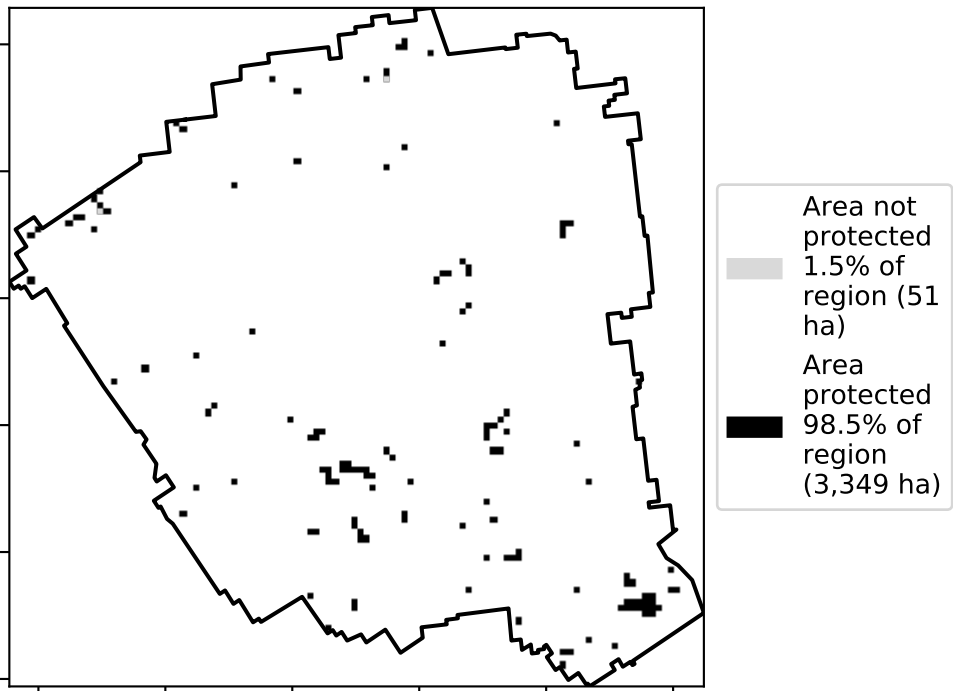 Area not
protected
1.5% of
region (51
ha)
Area
protected
98.5% of
region
(3,349 ha)